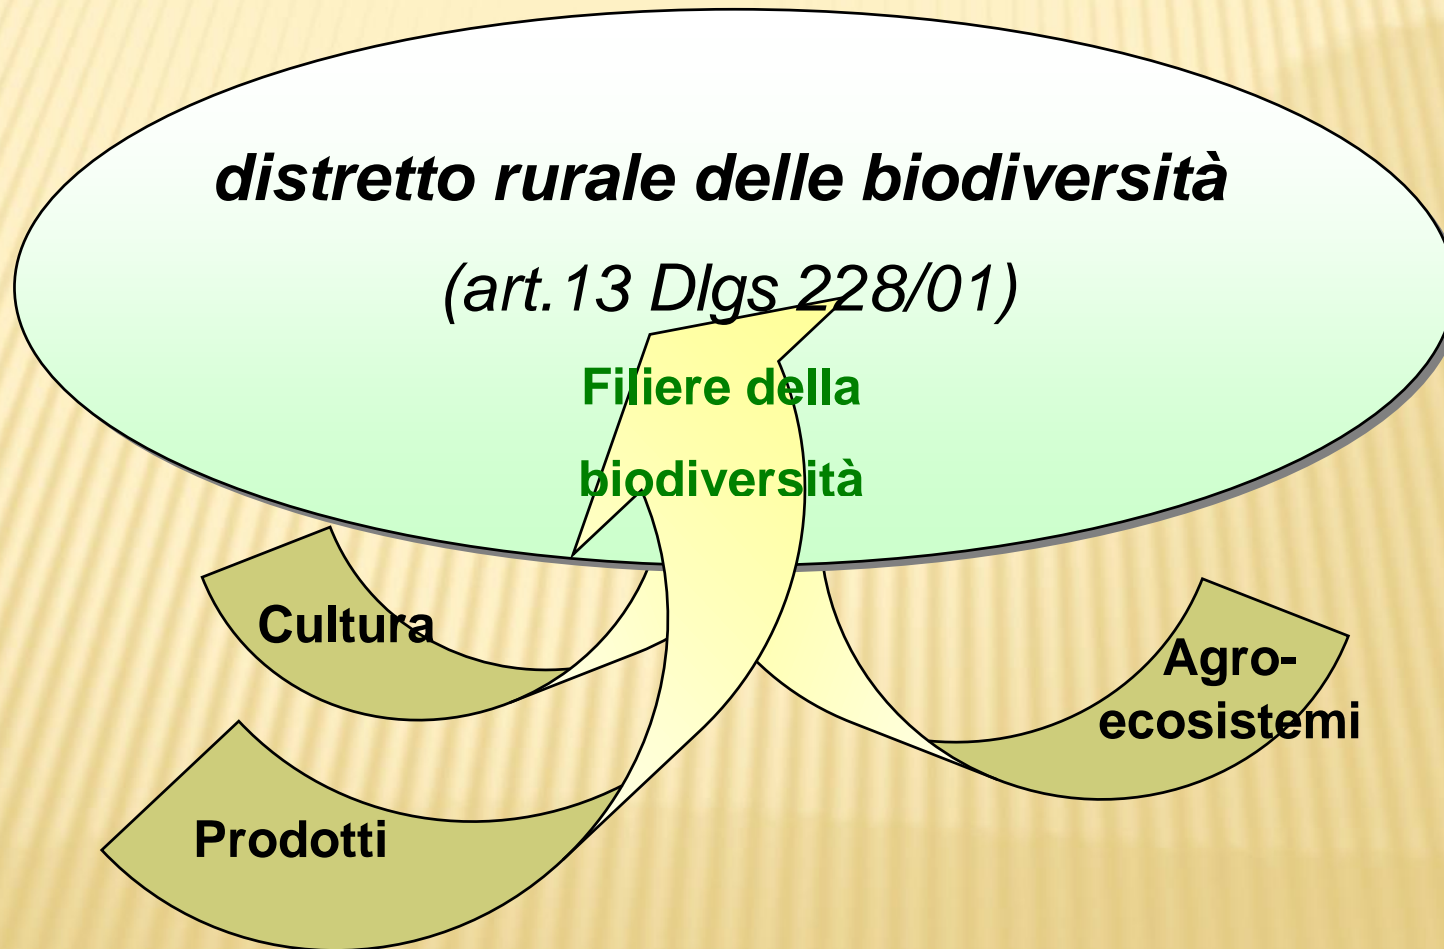 distretto rurale delle biodiversità
(art.13 Dlgs 228/01)
Filiere della
biodiversità
Cultura
Agro-
ecosistemi
Prodotti